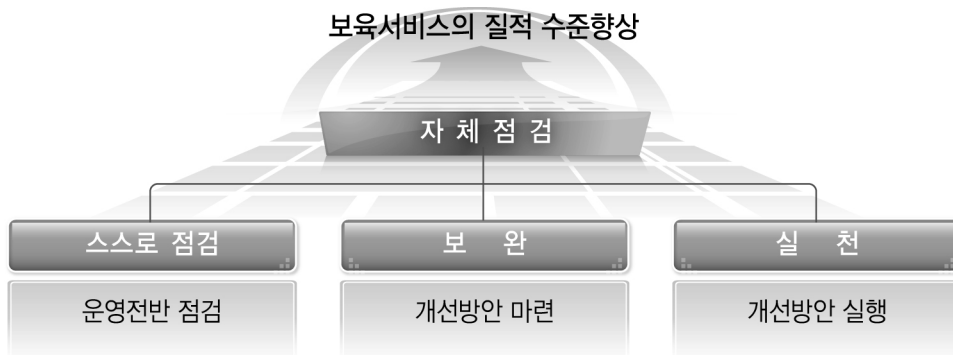 보육서비스의 질적 수준향상
자 체 점 검
스스로 점검
보 완
실 천
운영전반 점검
개선방안 마련
개선방안 실행